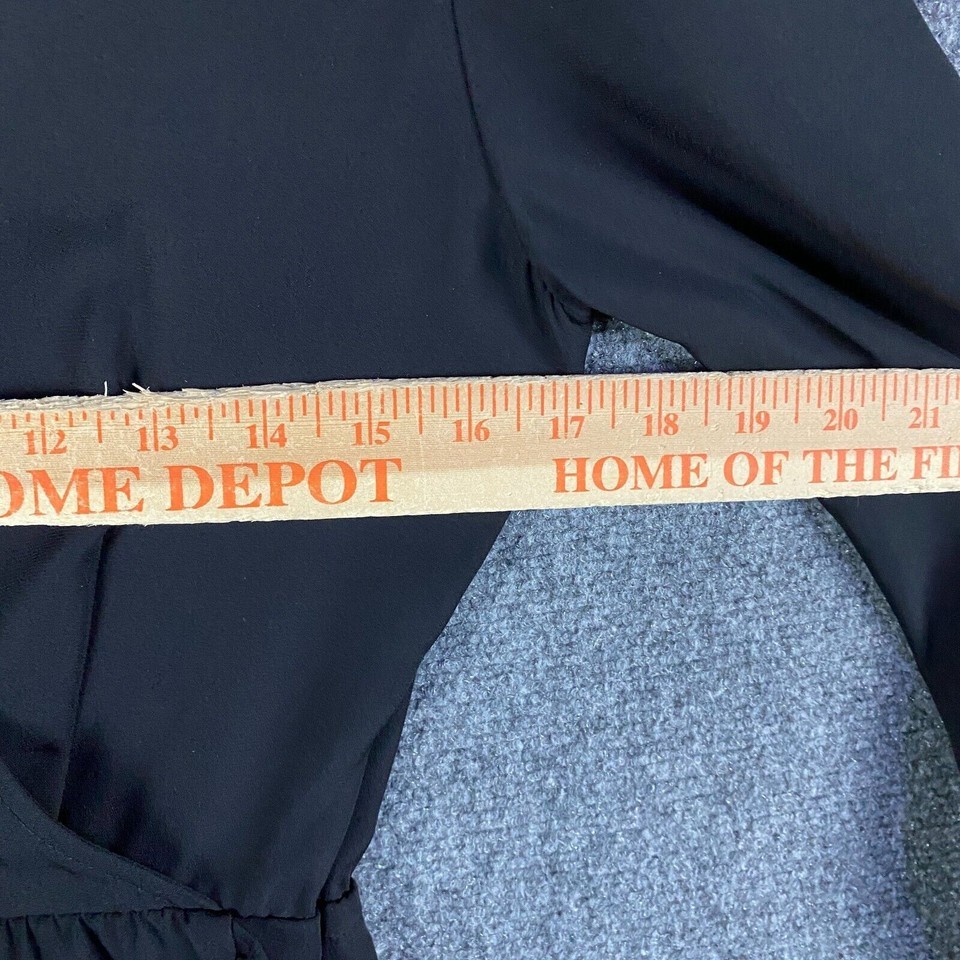 12 13 14 15 16 17 18 19 20 21
OME DEPOT HOME OF THE FI